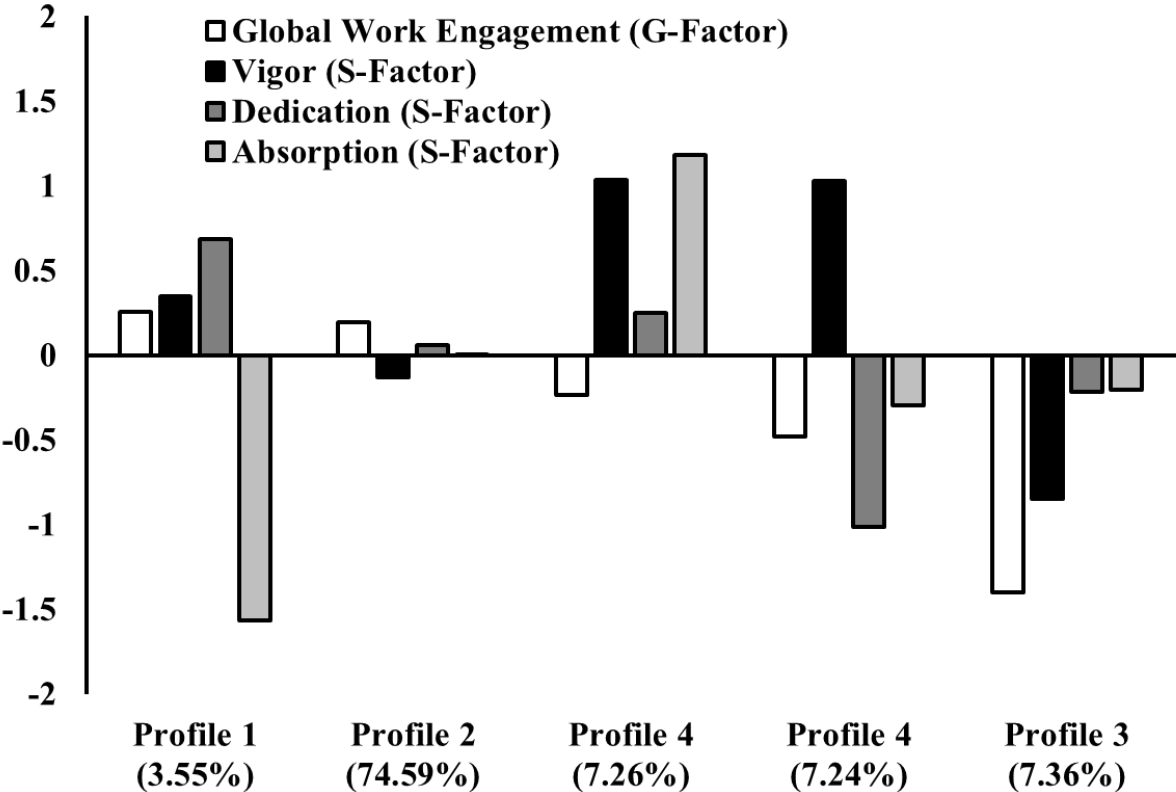 2
1.5
1
0.5
0
-0.5
-1
-1.5
-2
Global Work Engagement (G-Factor)
Vigor (S-Factor)
Dedication (S-Factor)
Absorption (S-Factor)
Profile 1
(3.55%)
Profile 2
(74.59%)
Profile 4
(7.26%)
Profile 4
(7.24%)
Profile 3
(7.36%)